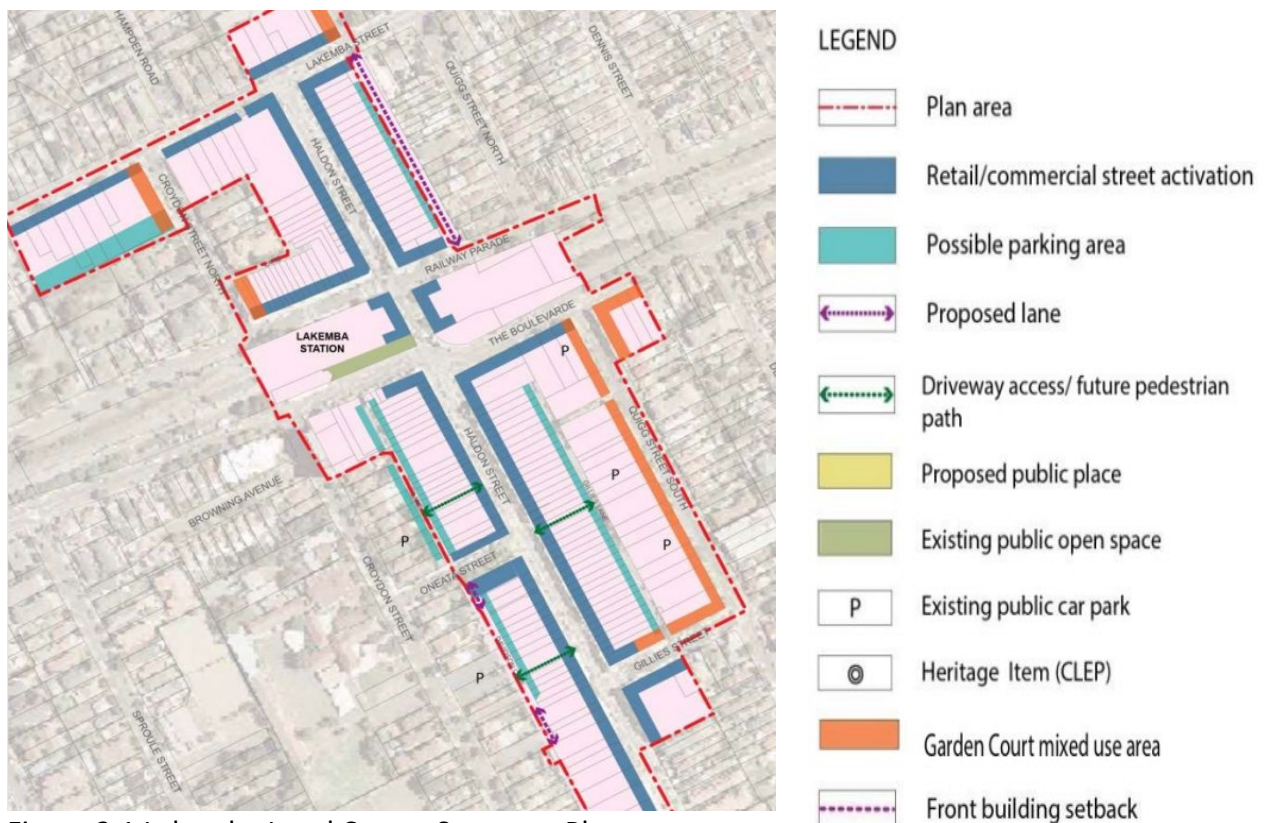 HAMPDEN ROAD
LAKEMBA STREET
DENNIS STREET
QUIGG STREET NORTH
HALDON STREET
CROYDON STREET NORTH
RAILWAY PARADE
LAKEMBA
STATION
THE BOULEVARDE
P
HALDON STREET
QUIGG STREET SOUTH
P
BROWNING AVENUE
P
P
ONEATA STREET
CROYDON STREET
GILLIES STREET
P
SPROULE STREET
LEGEND
Plan area
Retail/commercial street activation
Possible parking area
Proposed lane
Driveway access/ future pedestrian
path
Proposed public place
Existing public open space
P Existing public car park
Heritage Item (CLEP)
Garden Court mixed use area
Front building setback